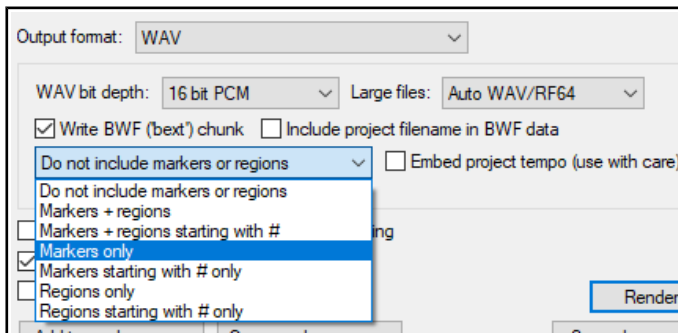 Output format: WAV
WAV bit depth: 16 bit PCM Large files: Auto WAV/RF64
Write BWF ('bext') chunk Include project filename in BWF data
Do not include markers or regions Embed project tempo (use with care)
Do not include markers or regions
Markers + regions
Markers + regions starting with #
Markers only
Markers starting with # only
Regions only
Render
Regions starting with # only